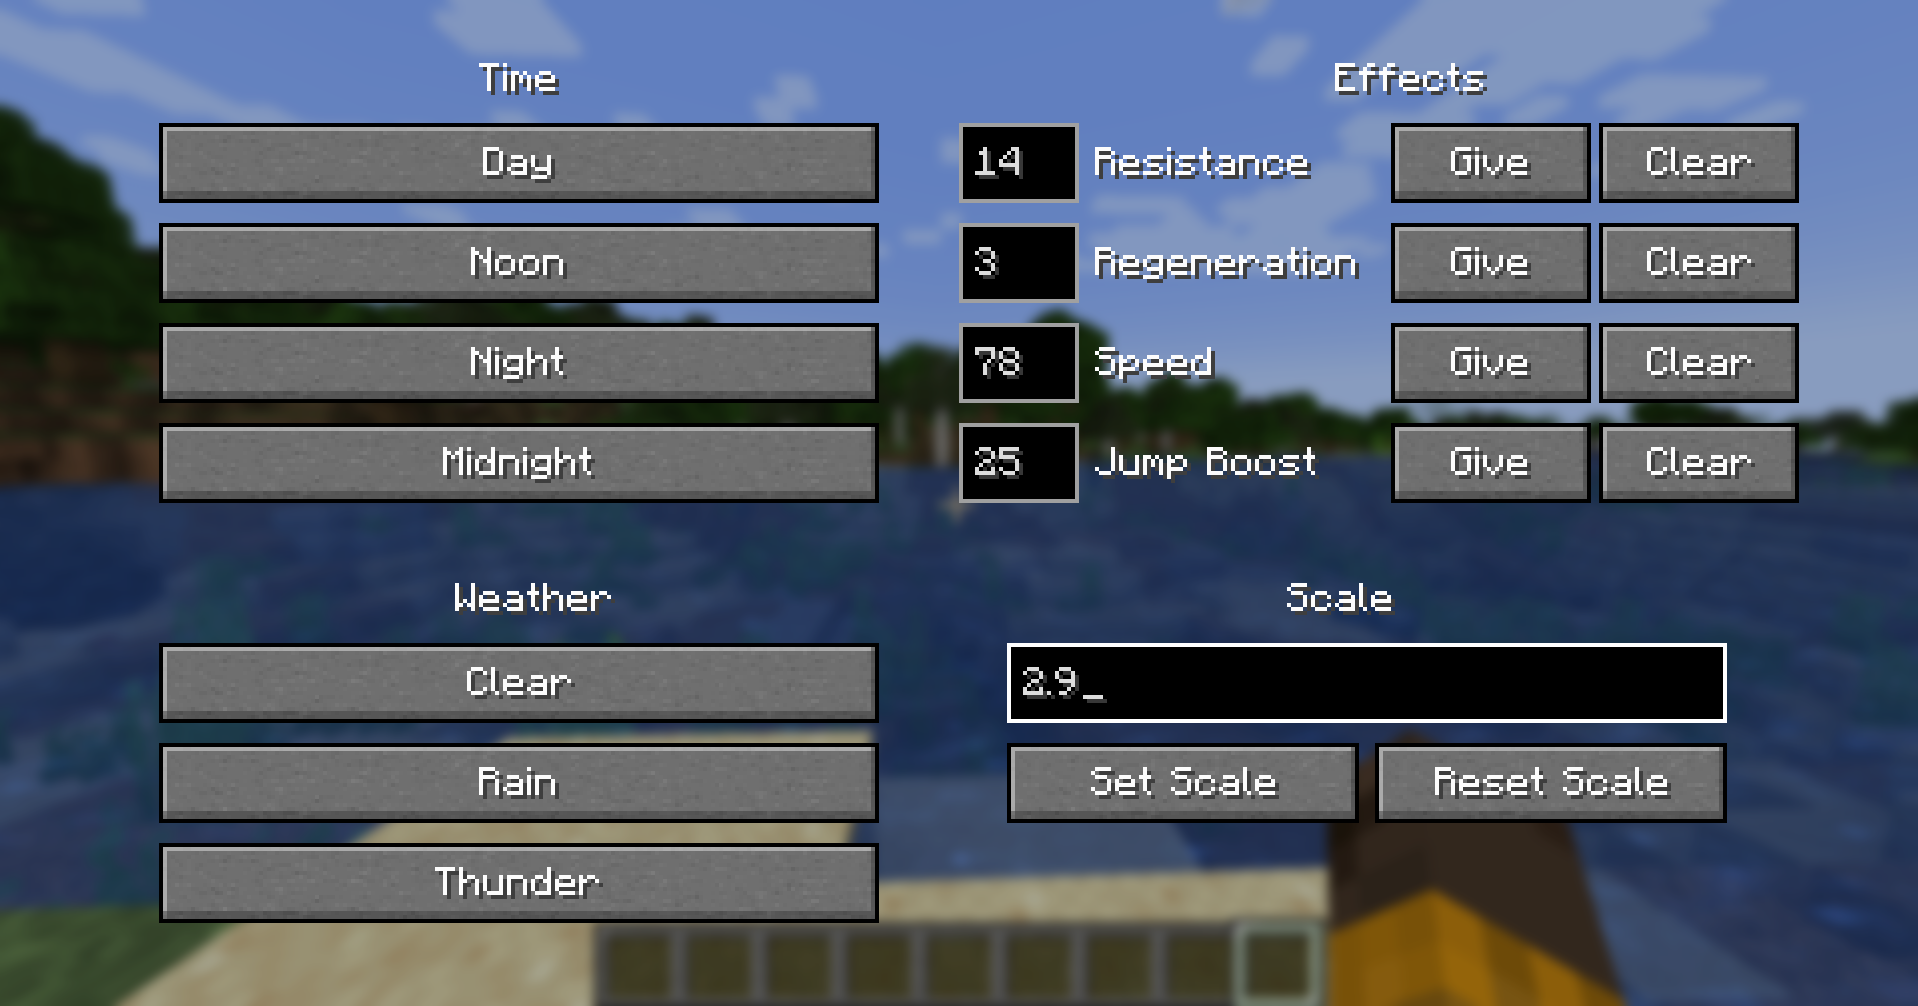 Time
Day
Noon
Night
Midnight
Effects
14 Resistance Give Clear
3 Regeneration Give Clear
78 Speed Give Clear
25 Jump Boost Give Clear
Weather
Clear
Rain
Thunder
Scale
2.9_
Set Scale Reset Scale